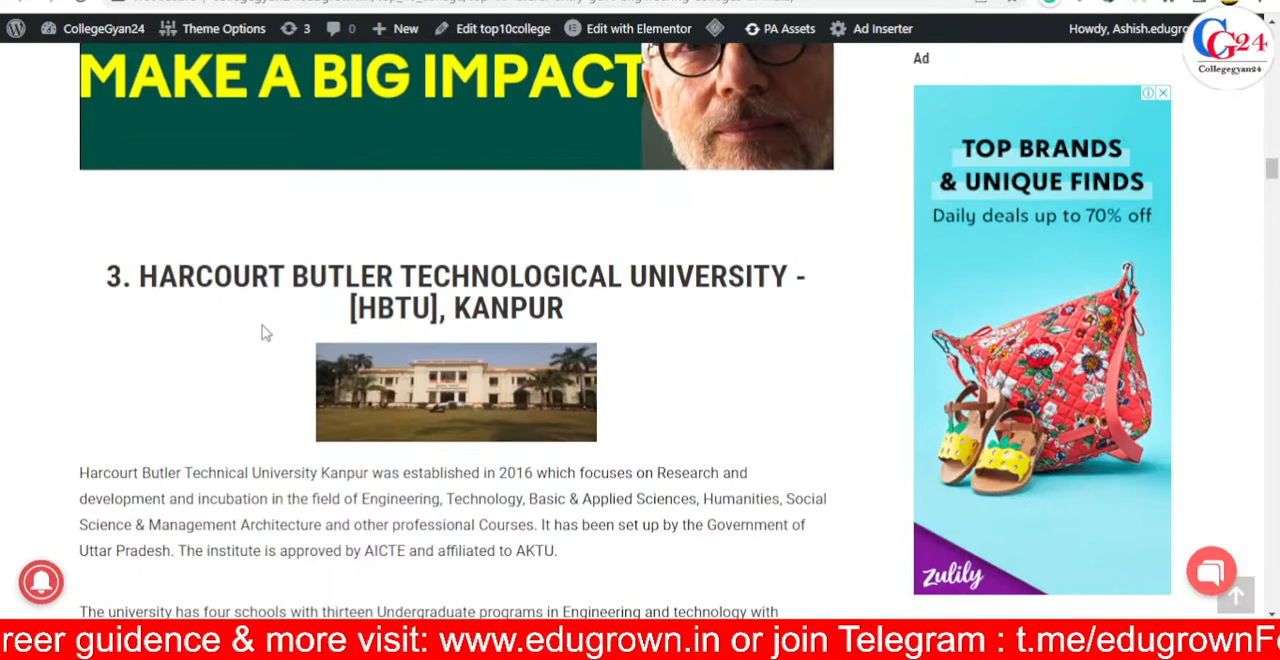 CollegeGyan24 Theme Options 3 0 New Edit top10college Edit with Elementor PA Assets Ad Inserter Howdy,
CG24
Collegegyan24
MAKE A BIG IMPACT
Ad
TOP BRANDS
& UNIQUE FINDS
Daily deals up to 70% off
zulily
3. HARCOURT BUTLER TECHNOLOGICAL UNIVERSITY -
[HBTU], KANPUR
Harcourt Butler Technical University Kanpur was established in 2016 which focuses on Research and
development and incubation in the field of Engineering, Technology, Basic & Applied Sciences, Humanities, Social
Science & Management Architecture and other professional Courses. It has been set up by the Government of
Uttar Pradesh. The institute is approved by AICTE and affiliated to AKTU.
The university has four schools with thirteen Undergraduate programs in Engineering and technology with
reer guidence & more visit: www.edugrown.in or join Telegram : t.me/edugrownF